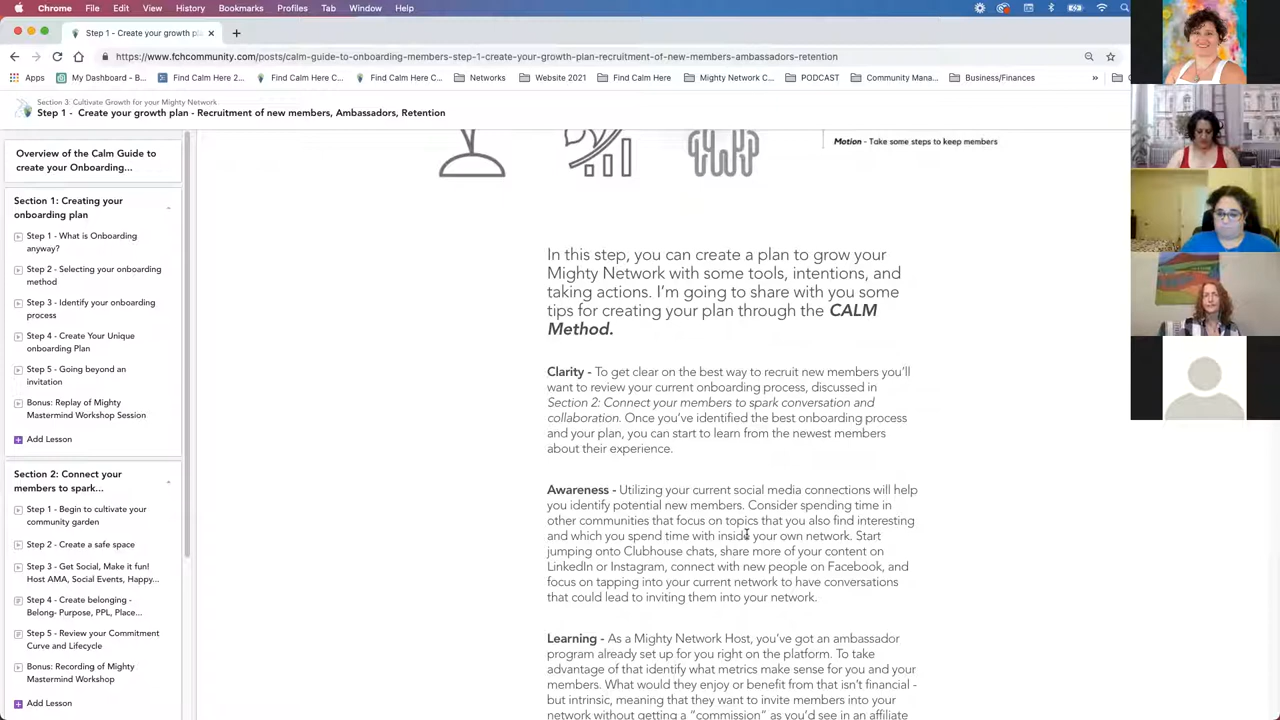 Chrome File Edit View History Bookmarks Profiles Tab Window Help
Step 1 - Create your growth pl
https://www.fchcommunity.com/posts/calm-guide-to-onboarding-members-step-1-create-your-growth-plan-recruitment-of-new-members-ambassadors-retention
Apps My Dashboard - B... Find Calm Here 2... Find Calm Here C... Find Calm Here C... Networks Website 2021 Find Calm Here Mighty Network C... PODCAST Community Mana... Business/Finances »
Section 3: Cultivate Growth for your Mighty Network
Step 1 - Create your growth plan - Recruitment of new members, Ambassadors, Retention
Overview of the Calm Guide to
create your Onboarding...
Section 1: Creating your
onboarding plan
Step 1 - What is Onboarding
anyway?
Step 2 - Selecting your onboarding
method
Step 3 - Identify your onboarding
process
Step 4 - Create Your Unique
onboarding Plan
Step 5 - Going beyond an
invitation
Bonus: Replay of Mighty
Mastermind Workshop Session
Add Lesson
Section 2: Connect your
members to spark...
Step 1 - Begin to cultivate your
community garden
Step 2 - Create a safe space
Step 3 - Get Social, Make it fun!
Host AMA, Social Events, Happy...
Step 4 - Create belonging -
Belong- Purpose, PPL, Place...
Step 5 - Review your Commitment
Curve and Lifecycle
Bonus: Recording of Mighty
Mastermind Workshop
Add Lesson
Motion - Take some steps to keep members
In this step, you can create a plan to grow your
Mighty Network with some tools, intentions, and
taking actions. I'm going to share with you some
tips for creating your plan through the CALM
Method.
Clarity - To get clear on the best way to recruit new members you'll
want to review your current onboarding process, discussed in
Section 2: Connect your members to spark conversation and
collaboration. Once you've identified the best onboarding process
and your plan, you can start to learn from the newest members
about their experience.
Awareness - Utilizing your current social media connections will help
you identify potential new members. Consider spending time in
other communities that focus on topics that you also find interesting
and which you spend time with inside your own network. Start
jumping onto Clubhouse chats, share more of your content on
LinkedIn or Instagram, connect with new people on Facebook, and
focus on tapping into your current network to have conversations
that could lead to inviting them into your network.
Learning - As a Mighty Network Host, you've got an ambassador
program already set up for you right on the platform. To take
advantage of that identify what metrics make sense for you and your
members. What would they enjoy or benefit from that isn't financial -
but intrinsic, meaning that they want to invite members into your
network without getting a "commission" as you'd see in an affiliate